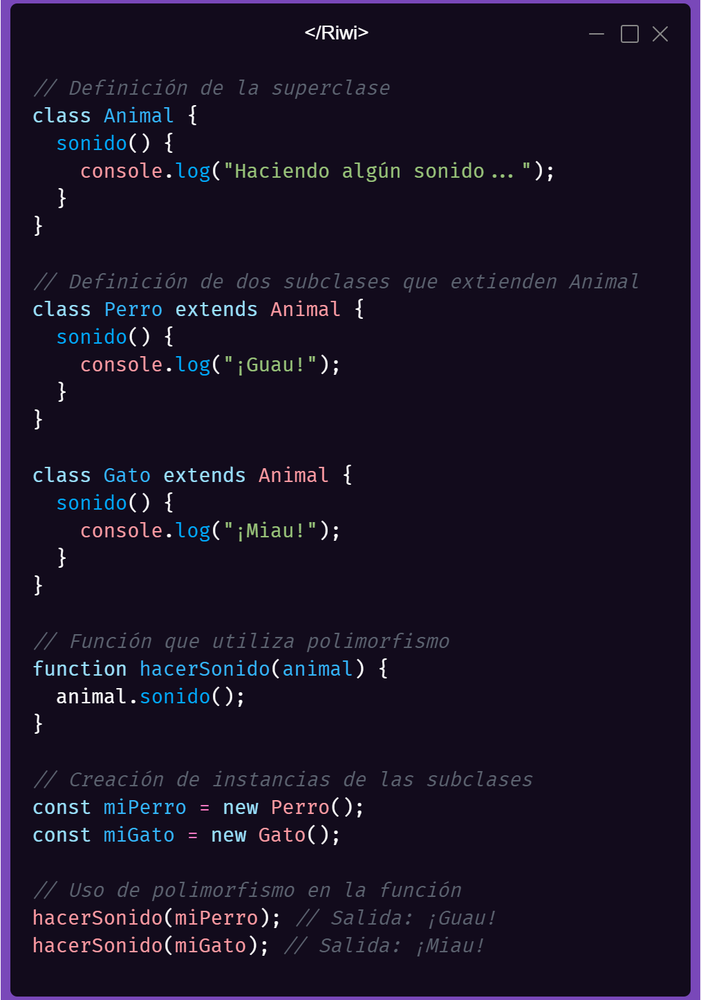 </Riwi>
// Definición de la superclase
class Animal {
  sonido() {
    console.log("Haciendo algún sonido...");
  }
}

// Definición de dos subclases que extienden Animal
class Perro extends Animal {
  sonido() {
    console.log("¡Guau!");
  }
}

class Gato extends Animal {
  sonido() {
    console.log("¡Miau!");
  }
}

// Función que utiliza polimorfismo
function hacerSonido(animal) {
  animal.sonido();
}

// Creación de instancias de las subclases
const miPerro = new Perro();
const miGato = new Gato();

// Uso de polimorfismo en la función
hacerSonido(miPerro); // Salida: ¡Guau!
hacerSonido(miGato); // Salida: ¡Miau!